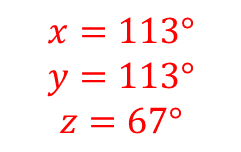 x = 113°
y = 113°
z = 67°